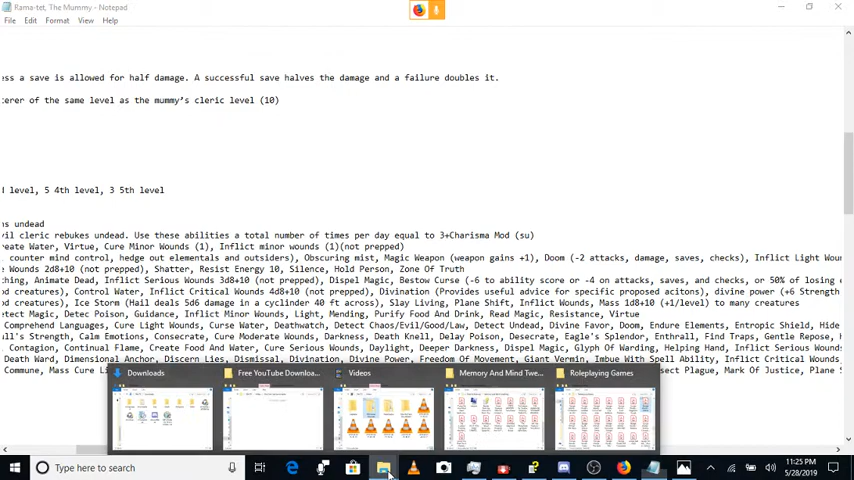 Rama-tet, The Mummy - Notepad
File Edit Format View Help
ess a save is allowed for half damage. A successful save halves the damage and a failure doubles it.
cerer of the same level as the mummy's cleric level (10)
l level, 5 4th level, 3 5th level
ns undead
vil cleric rebukes undead. Use these abilities a total number of times per day equal to 3+Charisma Mod (su)
reate Water, Virtue, Cure Minor Wounds (1), Inflict minor wounds (1)(not prepped)
counter mind control, hedge out elementals and outsiders), Obscuring mist, Magic Weapon (weapon gains +1), Doom (-2 attacks, damage, saves, checks), Inflict Light Woun
e Wounds 2d8+10 (not prepped), Shatter, Resist Energy 10, Silence, Hold Person, Zone Of Truth
ching, Animate Dead, Inflict Serious Wounds 3d8+10 (not prepped), Dispel Magic, Bestow Curse (-6 to ability score or -4 on attacks, saves, and checks, or 50% of losing e
od creatures), Control Water, Inflict Critical Wounds 4d8+10 (not prepped), Divination (Provides useful advice for specific proposed acitons), divine power (+6 Strength
d creatures), Ice Storm (Hail deals 5d6 damage in a cyclinder 40 ft across), Slay Living, Plane Shift, Inflict Wounds, Mass 1d8+10 (+1/level) to many creatures
etect Magic, Detec Poison, Guidance, Inflict Minor Wounds, Light, Mending, Purify Food And Drink, Read Magic, Resistance, Virtue
Comprehend Languages, Cure Light Wounds, Curse Water, Deathwatch, Detect Chaos/Evil/Good/Law, Detect Undead, Divine Favor, Doom, Endure Elements, Entropic Shield, Hide
ull's Strength, Calm Emotions, Consecrate, Cure Moderate Wounds, Darkness, Death Knell, Delay Poison, Desecrate, Eagle's Splendor, Enthrall, Find Traps, Gentle Repose, H
d, Contagion, Continual Flame, Create Food And Water, Cure Serious Wounds, Daylight, Deeper Darkness, Dispel Magic, Glyph Of Warding, Helping Hand, Inflict Serious Wound
Death Ward, Dimensional Anchor, Discern Lies, Dismissal, Divination, Divine Power, Freedom Of Movement, Giant Vermin, Imbue With Spell Ability, Inflict Critical Wounds,
Commune, Mass Cure Li
ect Plague, Mark Of Justice, Plane S
Downloads
Free YouTube Downloa...
Videos
Memory And Mind Twe...
Roleplaying Games
Type here to search
11:25 PM
5/28/2019